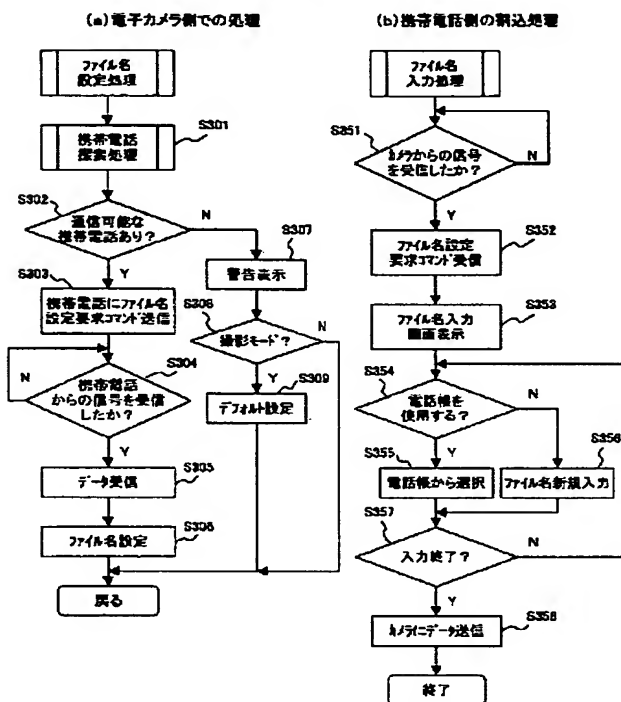 (a)電子カメラ側での処理
ファイル名
設定処理
S301
携帯電話
探索処理
S302
通信可能な
携帯電話あり?
N
Y
S307
警告表示
S303
携帯電話にファイル名
設定要求コマンド送信
S308
撮影モード?
N
Y
S304
携帯電話
からの信号を受信
したか?
N
Y
S309
デフォルト設定
S305
データ受信
S306
ファイル名設定
戻る
(b)携帯電話側の割込処理
ファイル名
入力処理
S351
カメラからの信号
を受信したか?
N
Y
S352
ファイル名設定
要求コマンド受信
S353
ファイル名入力
画面表示
S354
電話帳を
使用する?
N
Y
S355
電話帳から選択
S356
ファイル名新規入力
S357
入力終了?
N
Y
S358
カメラにデータ送信
終了